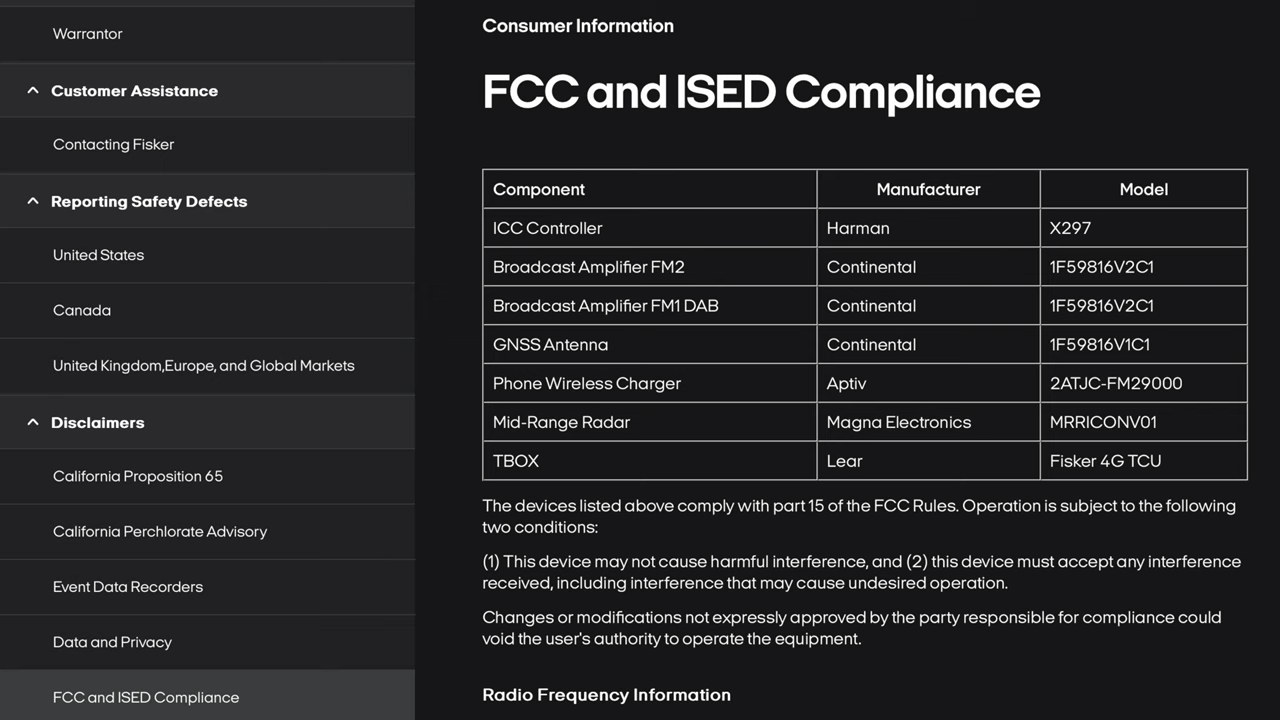 Warrantor
Customer Assistance
Contacting Fisker
Reporting Safety Defects
United States
Canada
United Kingdom,Europe, and Global Markets
Disclaimers
California Proposition 65
California Perchlorate Advisory
Event Data Recorders
Data and Privacy
FCC and ISED Compliance
Consumer Information
FCC and ISED Compliance
Component Manufacturer Model
ICC Controller Harman X297
Broadcast Amplifier FM2 Continental 1F59816V2C1
Broadcast Amplifier FM1 DAB Continental 1F59816V2C1
GNSS Antenna Continental 1F59816V1C1
Phone Wireless Charger Aptiv 2ATJC-FM29000
Mid-Range Radar Magna Electronics MRRICONV01
TBOX Lear Fisker 4G TCU
The devices listed above comply with part 15 of the FCC Rules. Operation is subject to the following
two conditions:
(1) This device may not cause harmful interference, and (2) this device must accept any interference
received, including interference that may cause undesired operation.
Changes or modifications not expressly approved by the party responsible for compliance could
void the user's authority to operate the equipment.
Radio Frequency Information